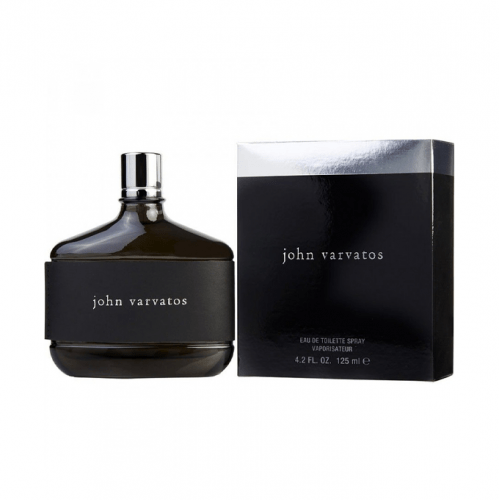 john varvatos
john varvatos
EAU DE TOILETTE SPRAY
VAPORISATEUR
4.2 FL. OZ. 125 ml ℮